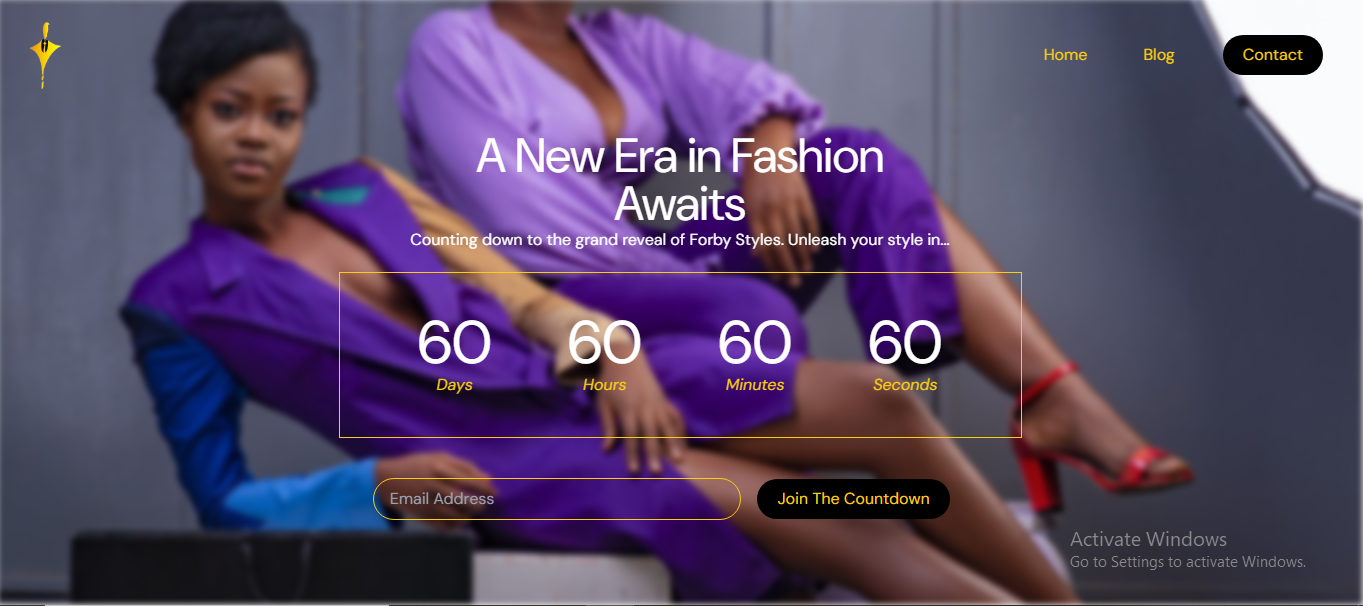 Home Blog Contact
A New Era in Fashion
Awaits
Counting down to the grand reveal of Forby Styles. Unleash your style in...
60 60 60 60
Days Hours Minutes Seconds
Email Address Join The Countdown
Activate Windows
Go to Settings to activate Windows.